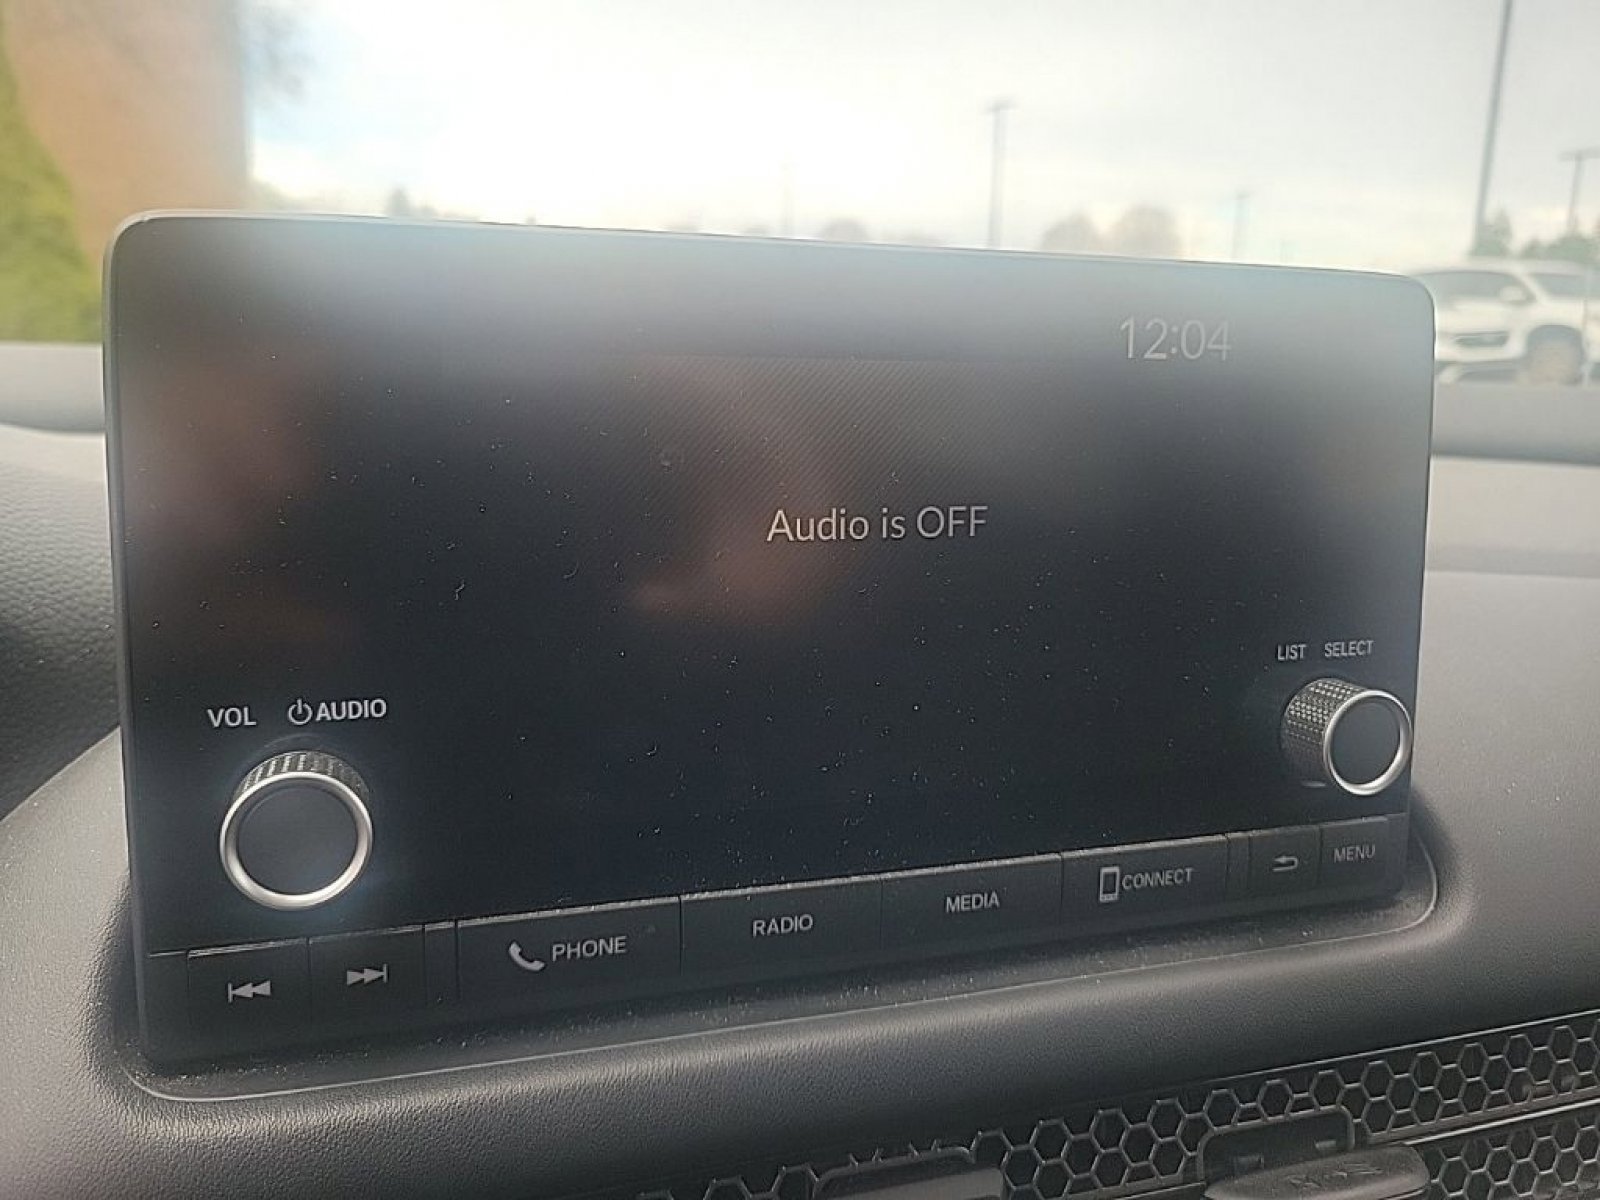 12:04
Audio is OFF
LIST SELECT
VOL AUDIO
PHONE
RADIO
MEDIA
CONNECT
MENU